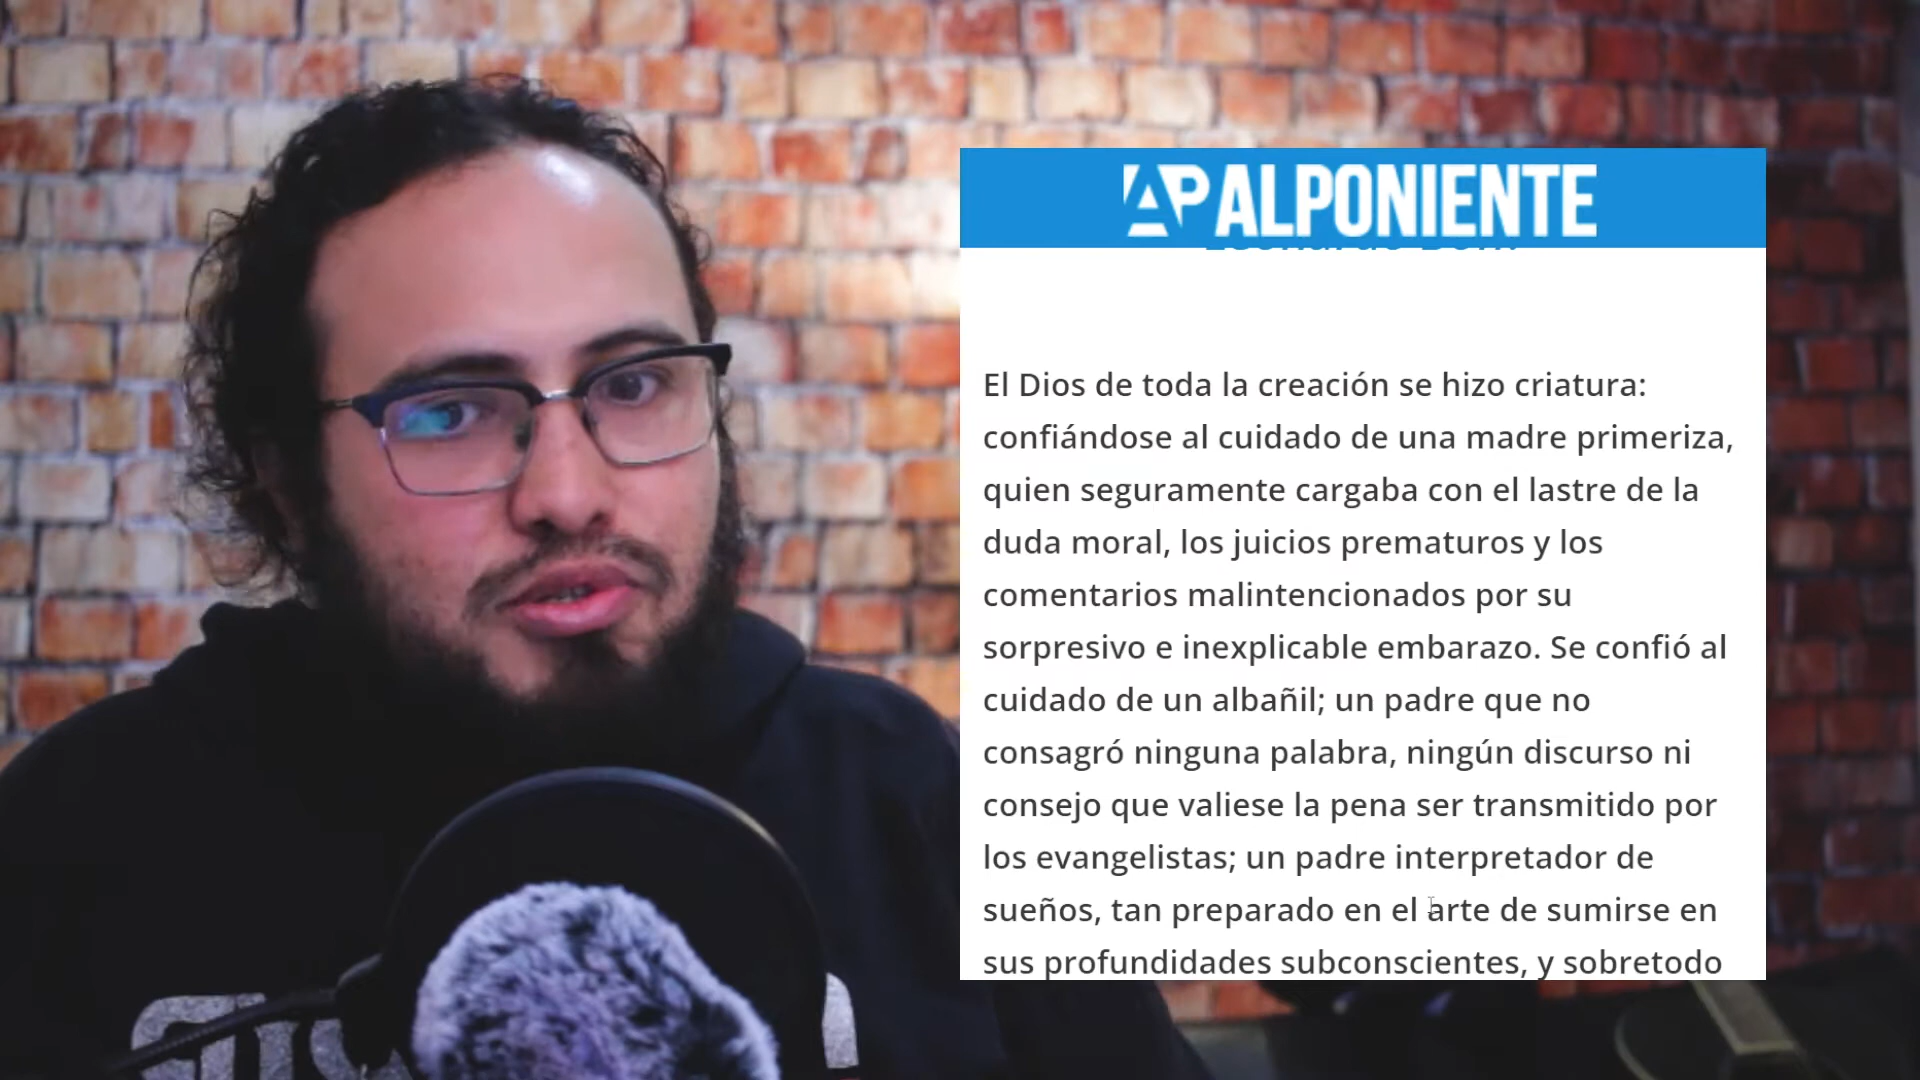 AP ALPONIENTE
El Dios de toda la creación se hizo criatura:
confiándose al cuidado de una madre primeriza,
quien seguramente cargaba con el lastre de la
duda moral, los juicios prematuros y los
comentarios malintencionados por su
sorpresivo e inexplicable embarazo. Se confió al
cuidado de un albañil; un padre que no
consagró ninguna palabra, ningún discurso ni
consejo que valiese la pena ser transmitido por
los evangelistas; un padre interpretador de
sueños, tan preparado en el arte de sumirse en
sus profundidades subconscientes, y sobretodo